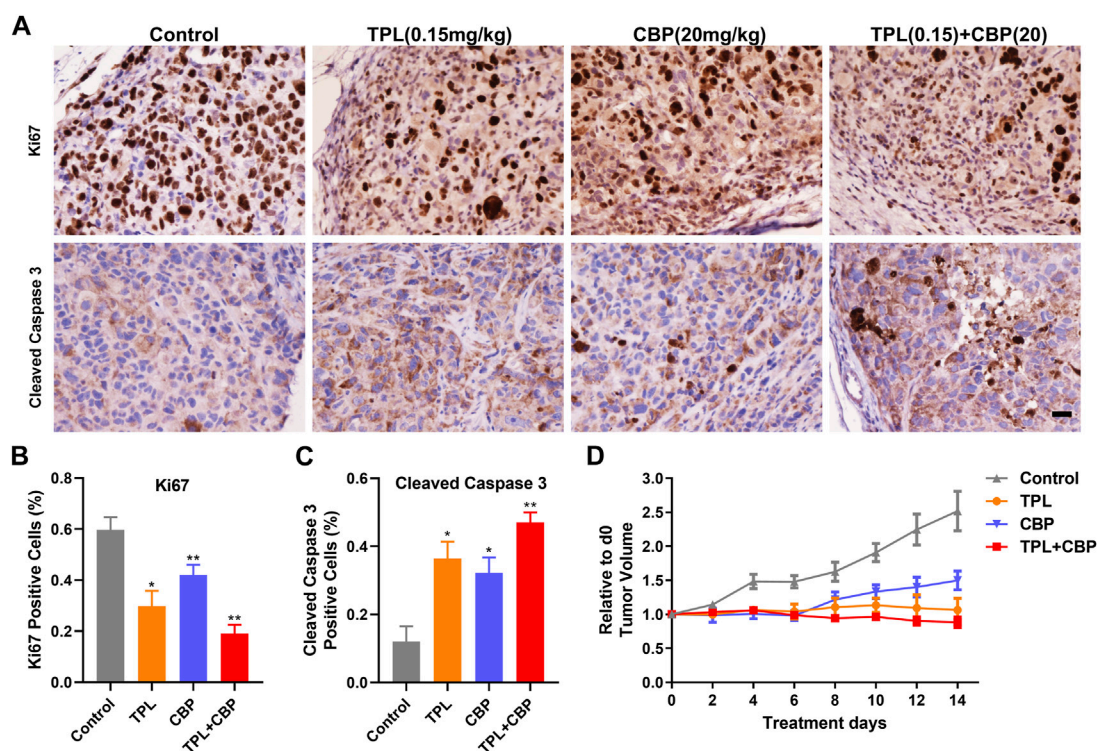 A
Control
TPL(0.15mg/kg)
CBP(20mg/kg)
TPL(0.15)+CBP(20)
Ki67
Cleaved Caspase 3
B
Ki67
Ki67 Positive Cells (%)
0.8
0.6
0.4
0.2
0.0
*
**
**
Control
TPL
CBP
TPL+CBP
C
Cleaved Caspase 3
Cleaved Caspase 3
Positive Cells (%)
0.6
0.4
0.2
0.0
*
*
**
Control
TPL
CBP
TPL+CBP
D
Relative to d0
Tumor Volume
3.0
2.5
2.0
1.5
1.0
0.5
0.0
0 2 4 6 8 10 12 14
Treatment days
Control
TPL
CBP
TPL+CBP